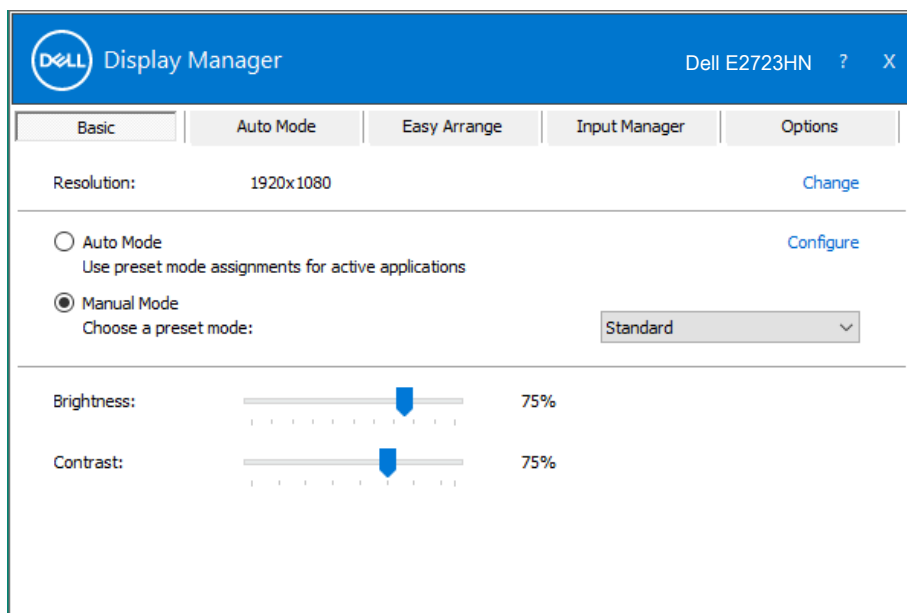 DELL Display Manager Dell E2723HN ? X
Basic Auto Mode Easy Arrange Input Manager Options
Resolution: 1920x1080 Change
Auto Mode Configure
Use preset mode assignments for active applications
Manual Mode
Choose a preset mode: Standard
Brightness: 75%
Contrast: 75%